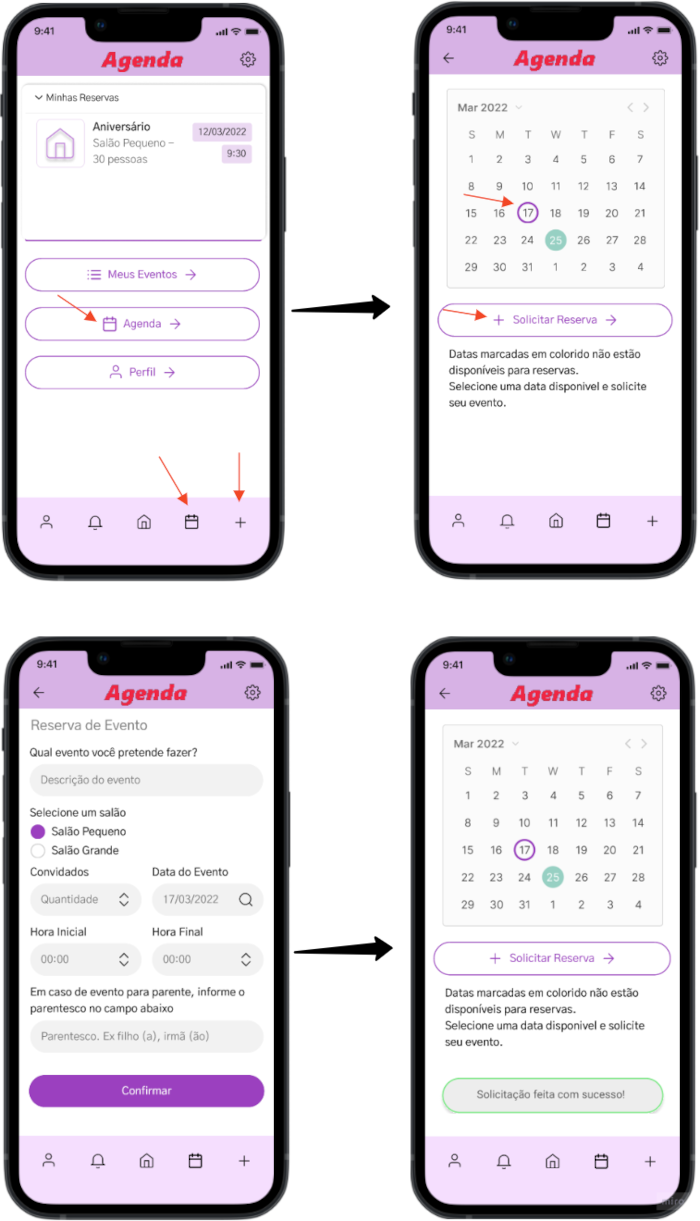 9:41
Agenda
Minhas Reservas
Aniversário
12/03/2022
Salão Pequeno –
9:30
30 pessoas
Meus Eventos
Agenda
Perfil
9:41
Agenda
Mar 2022
S M T W T F S
1 2 3 4 5 6 7
8 9 10 11 12 13 14
15 16 17 18 19 20 21
22 23 24 25 26 27 28
29 30 31 1 2 3 4
+ Solicitar Reserva
Datas marcadas em colorido não estão
disponíveis para reservas.
Selecione uma data disponivel e solicite
seu evento.
9:41
Agenda
Reserva de Evento
Qual evento você pretende fazer?
Descrição do evento
Selecione um salão
Salão Pequeno
Salão Grande
Convidados Data do Evento
Quantidade 17/03/2022
Hora Inicial Hora Final
00:00 00:00
Em caso de evento para parente, informe o
parentesco no campo abaixo
Parentesco. Ex filho (a), irmã (ão)
Confirmar
9:41
Agenda
Mar 2022
S M T W T F S
1 2 3 4 5 6 7
8 9 10 11 12 13 14
15 16 17 18 19 20 21
22 23 24 25 26 27 28
29 30 31 1 2 3 4
+ Solicitar Reserva
Datas marcadas em colorido não estão
disponíveis para reservas.
Selecione uma data disponivel e solicite
seu evento.
Solicitação feita com sucesso!
miro